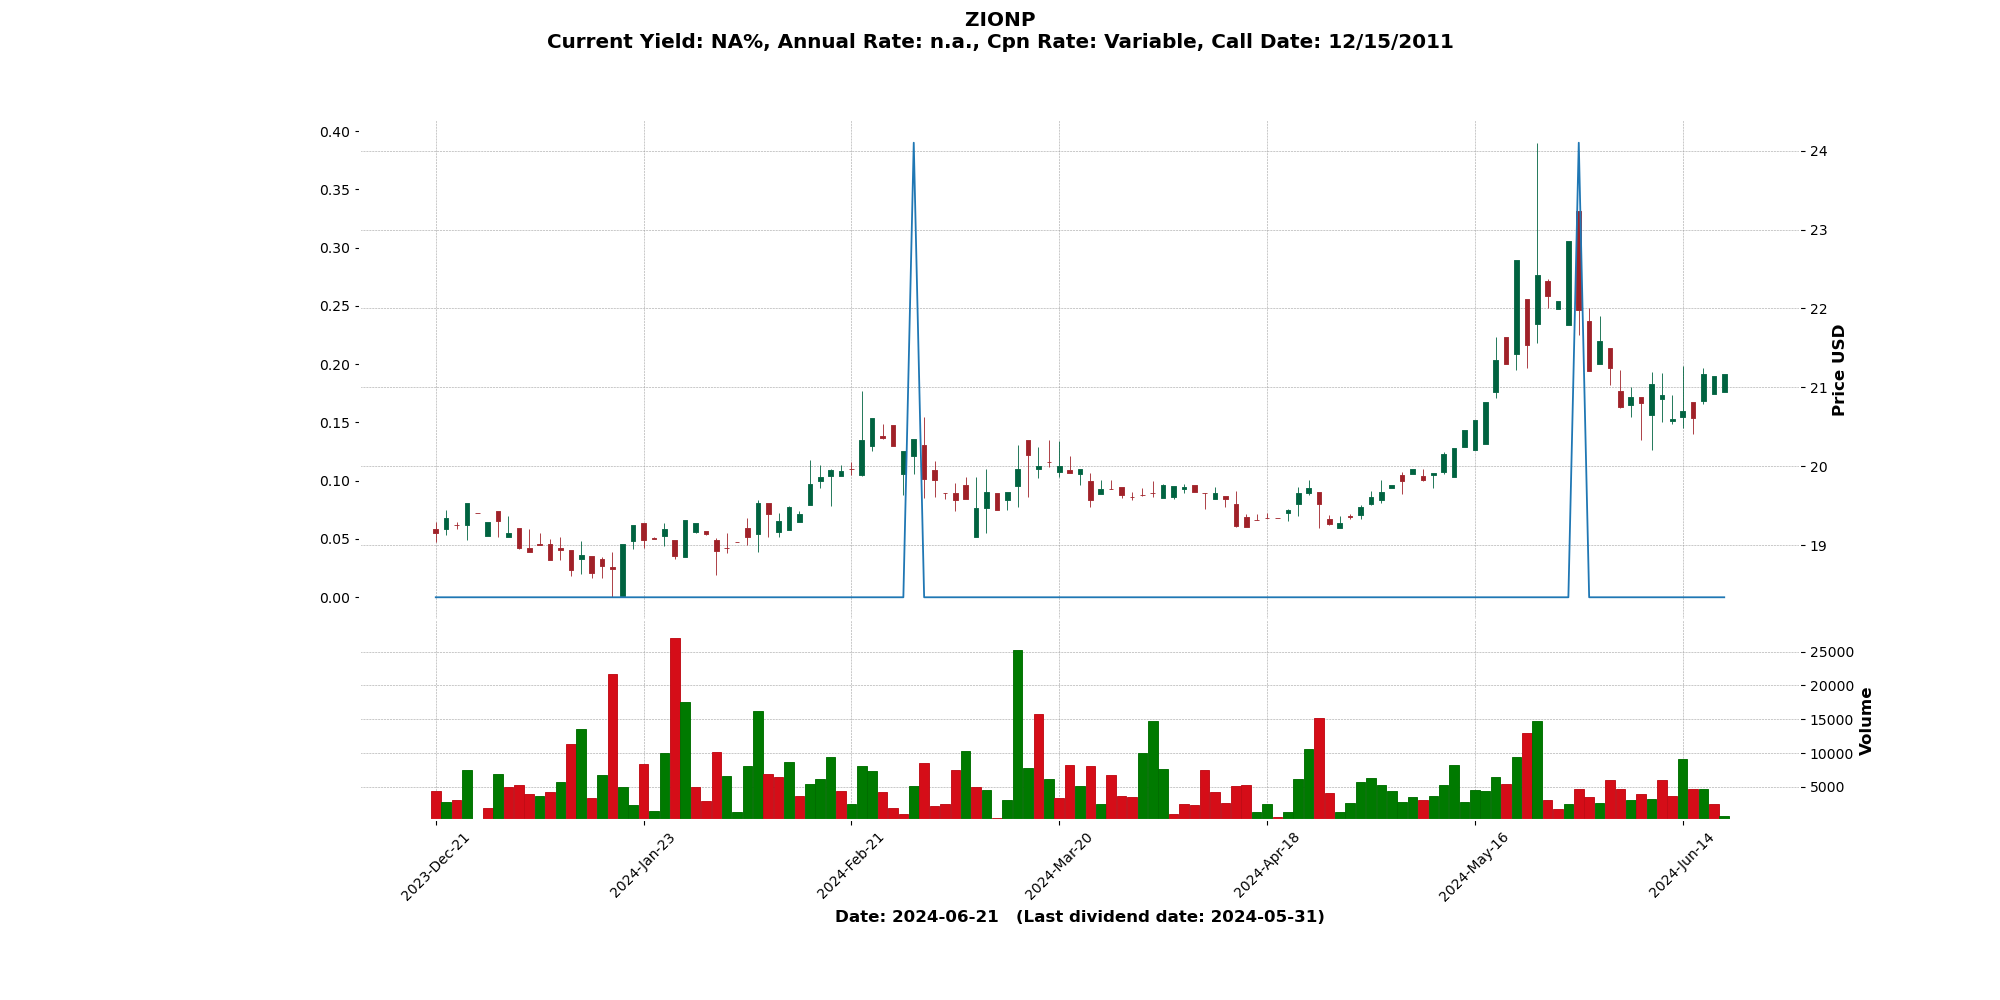 ZIONP
Current Yield: NA%, Annual Rate: n.a., Cpn Rate: Variable, Call Date: 12/15/2011
0.40
0.35
0.30
0.25
0.20
0.15
0.10
0.05
0.00
24
23
22
21
20
19
Price USD
25000
20000
15000
10000
5000
Volume
2023-Dec-21
2024-Jan-23
2024-Feb-21
2024-Mar-20
2024-Apr-18
2024-May-16
2024-Jun-14
Date: 2024-06-21 (Last dividend date: 2024-05-31)